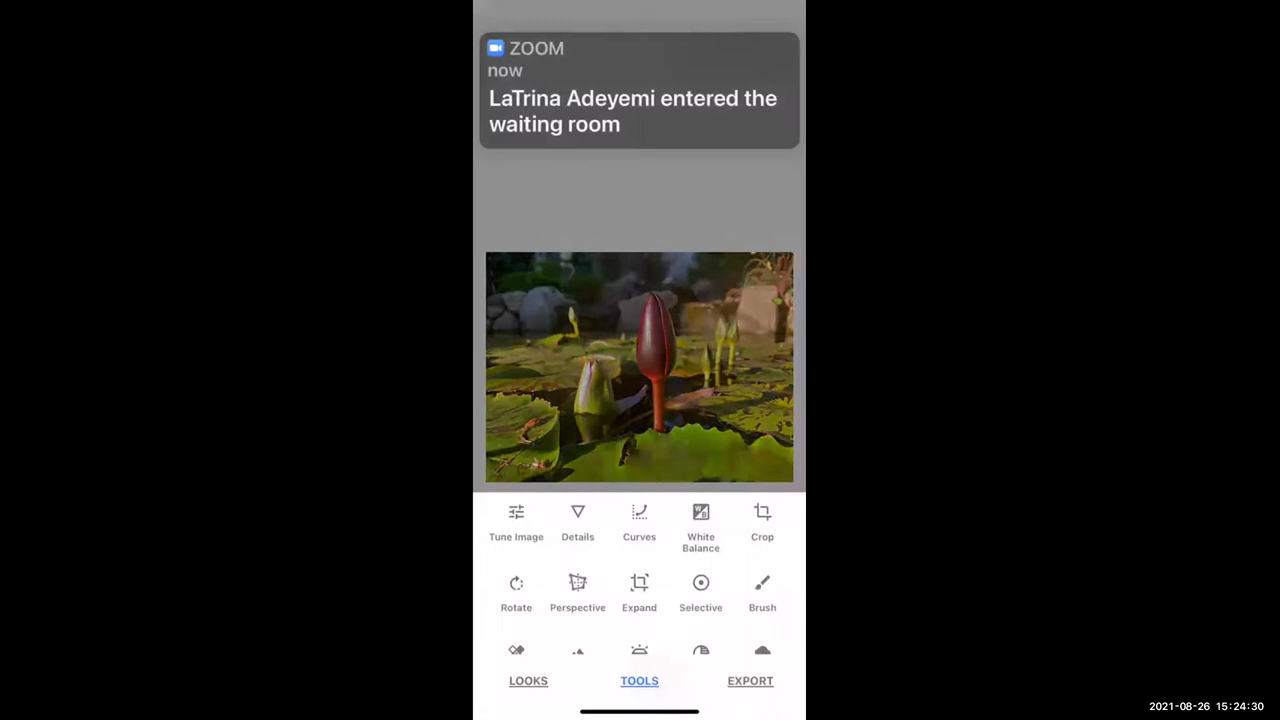 ZOOM
now
LaTrina Adeyemi entered the
waiting room
Tune Image
Details
Curves
White
Balance
Crop
Rotate
Perspective
Expand
Selective
Brush
LOOKS
TOOLS
EXPORT
2021-08-26 15:24:30